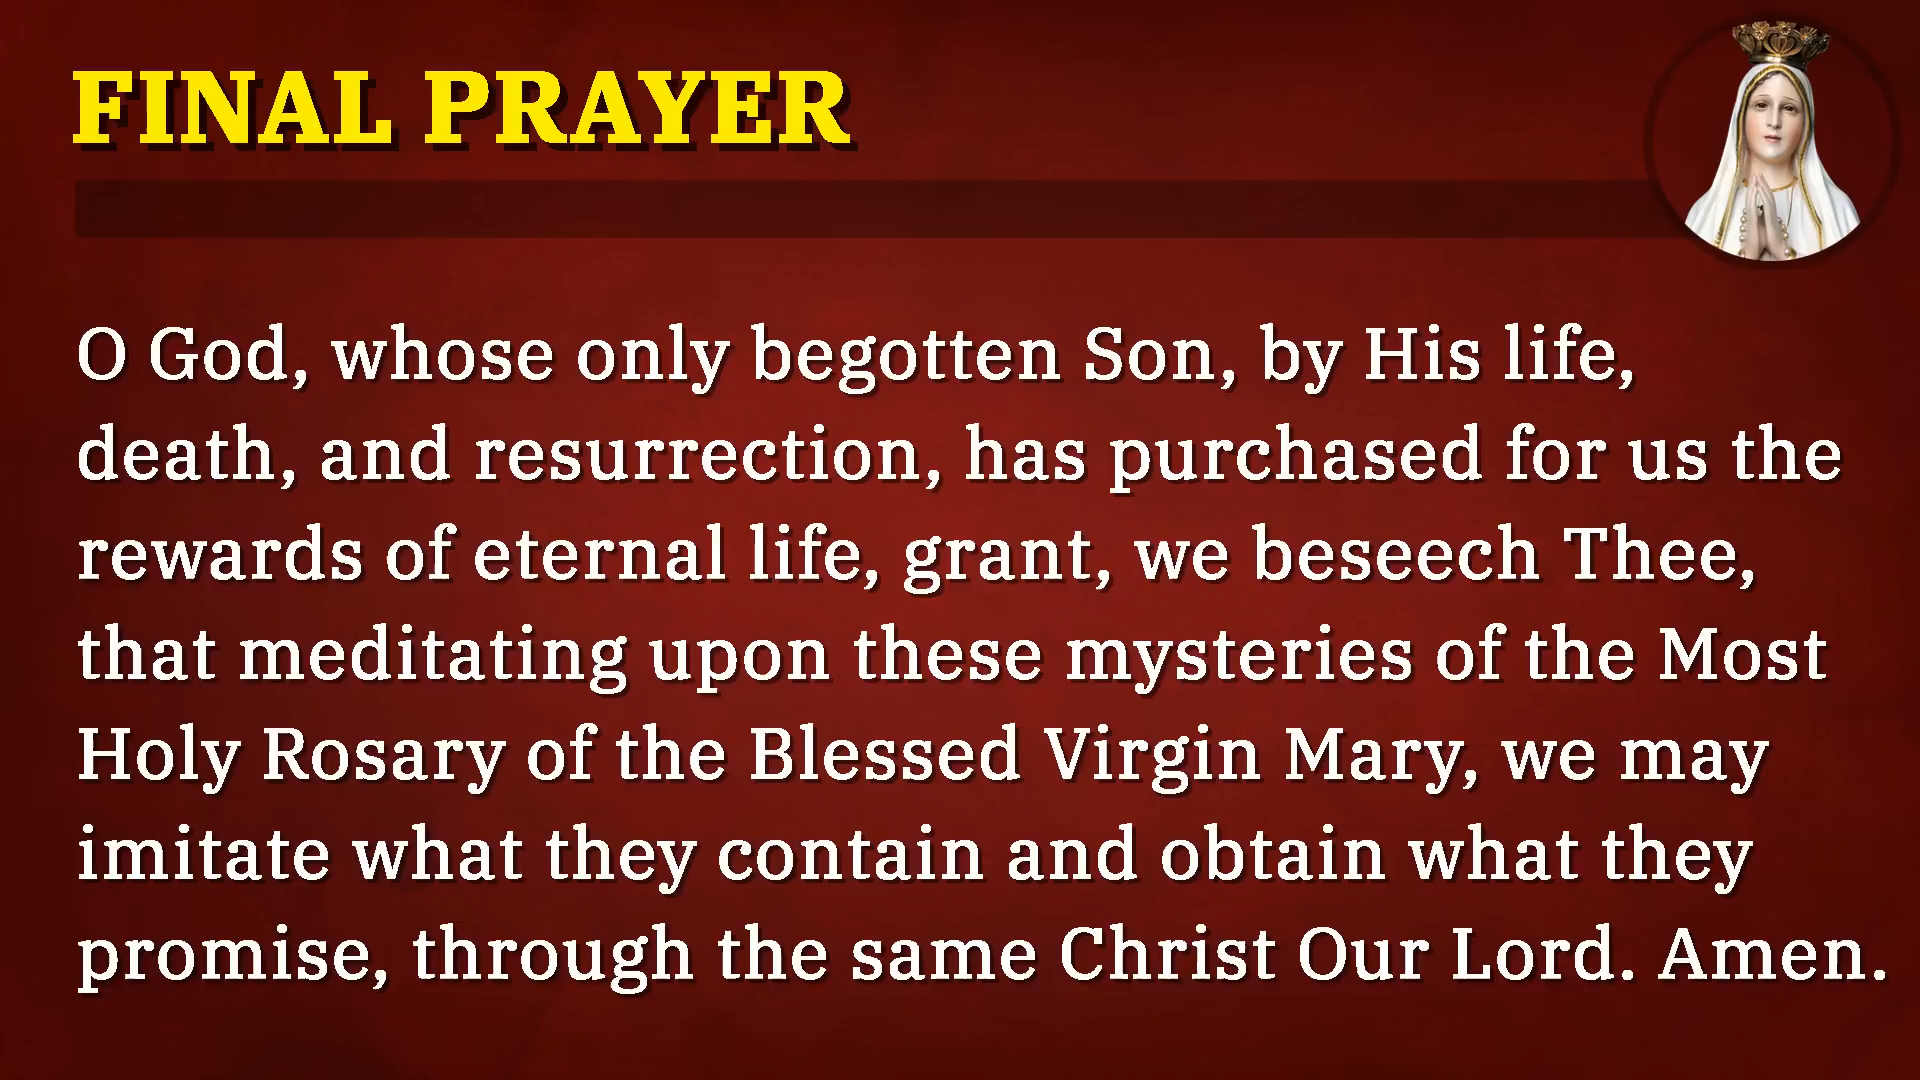 FINAL PRAYER
O God, whose only begotten Son, by His life,
death, and resurrection, has purchased for us the
rewards of eternal life, grant, we beseech Thee,
that meditating upon these mysteries of the Most
Holy Rosary of the Blessed Virgin Mary, we may
imitate what they contain and obtain what they
promise, through the same Christ Our Lord. Amen.